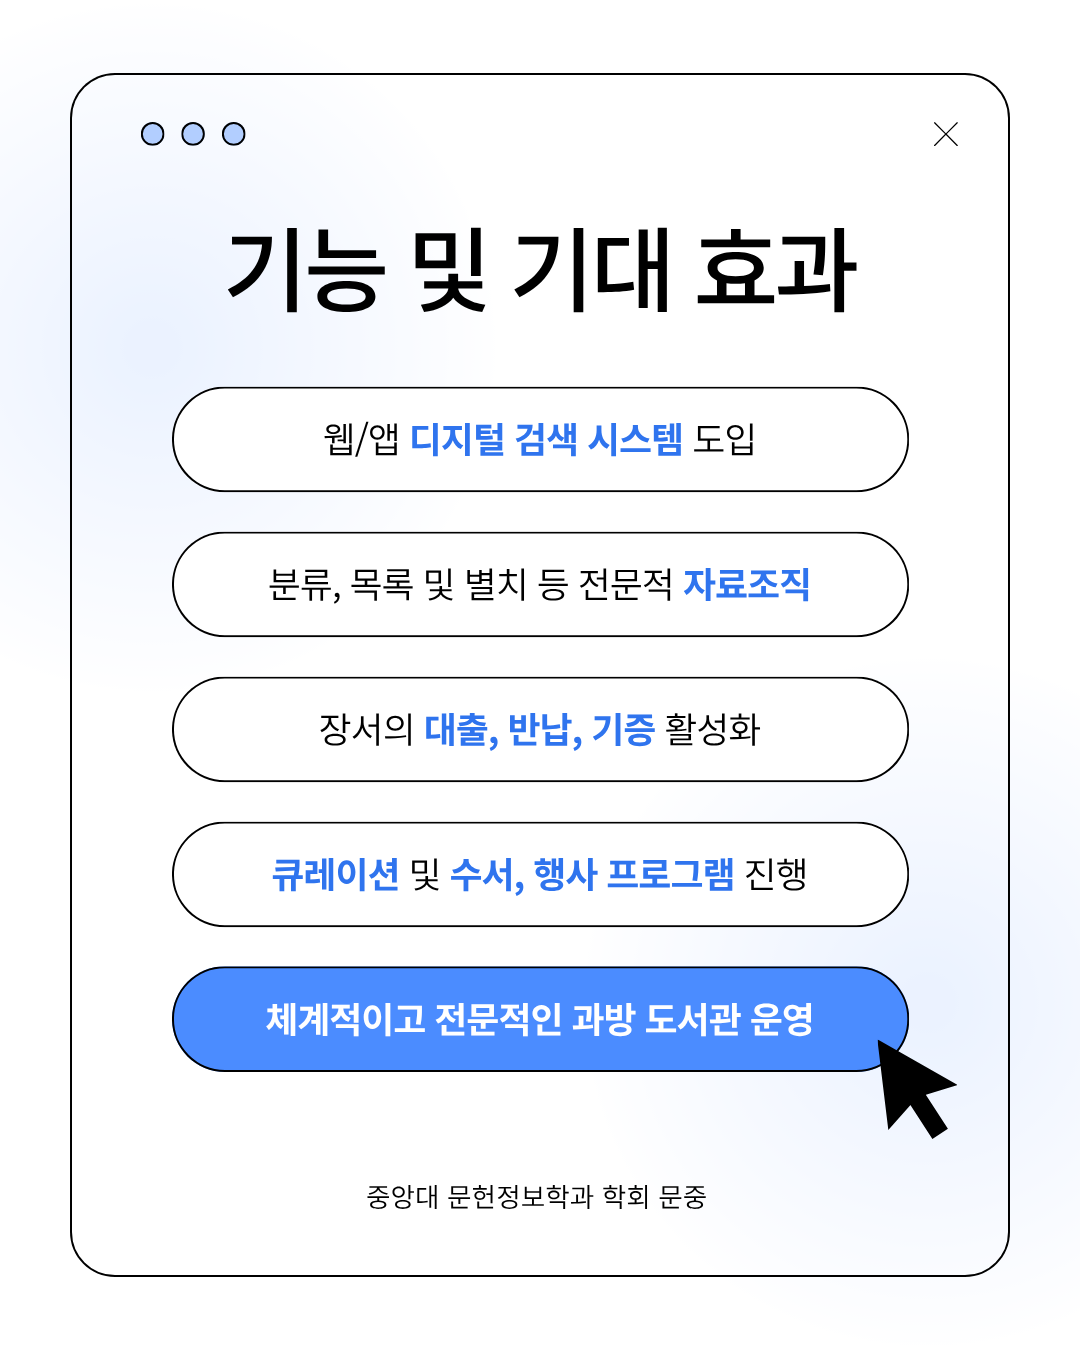 기능 및 기대 효과
웹/앱 디지털 검색 시스템 도입
분류, 목록 및 별치 등 전문적 자료조직
장서의 대출, 반납, 기증 활성화
큐레이션 및 수서, 행사 프로그램 진행
체계적이고 전문적인 과방 도서관 운영
중앙대 문헌정보학과 학회 문중